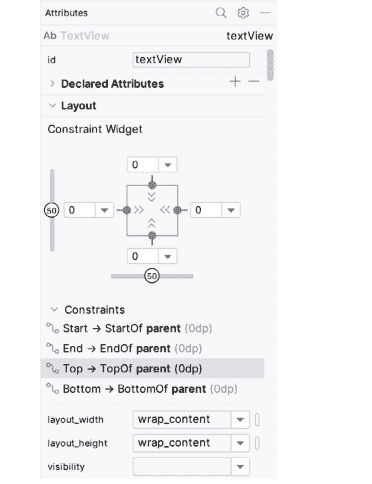 Attributes
Ab TextView textView
id textView
Declared Attributes
Layout
Constraint Widget
0
50 0 >> << 0
0
50
Constraints
Start → StartOf parent (0dp)
End → EndOf parent (0dp)
Top → TopOf parent (0dp)
Bottom → BottomOf parent (0dp)
layout_width wrap_content
layout_height wrap_content
visibility